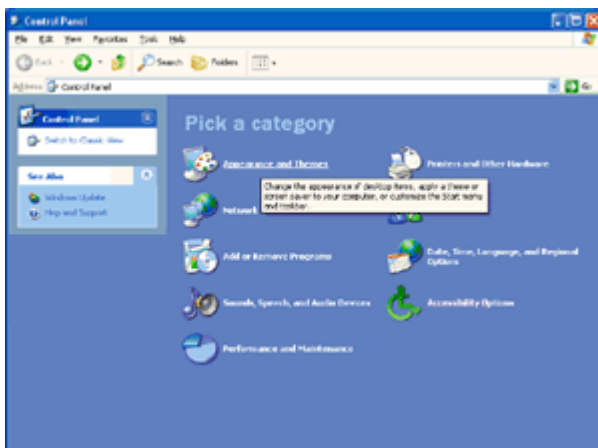 Control Panel
File Edit View Favorites Tools Help
Back Search Folders
Address Control Panel Go
Control Panel
Switch to Classic View
See Also
Windows Update
Help and Support
Pick a category
Appearance and Themes
Printers and Other Hardware
Change the appearance of desktop items, apply a theme or
screen saver to your computer, or customize the Start menu
and taskbar.
Network
Add or Remove Programs
Date, Time, Language, and Regional
Options
Sounds, Speech, and Audio Devices
Accessibility Options
Performance and Maintenance